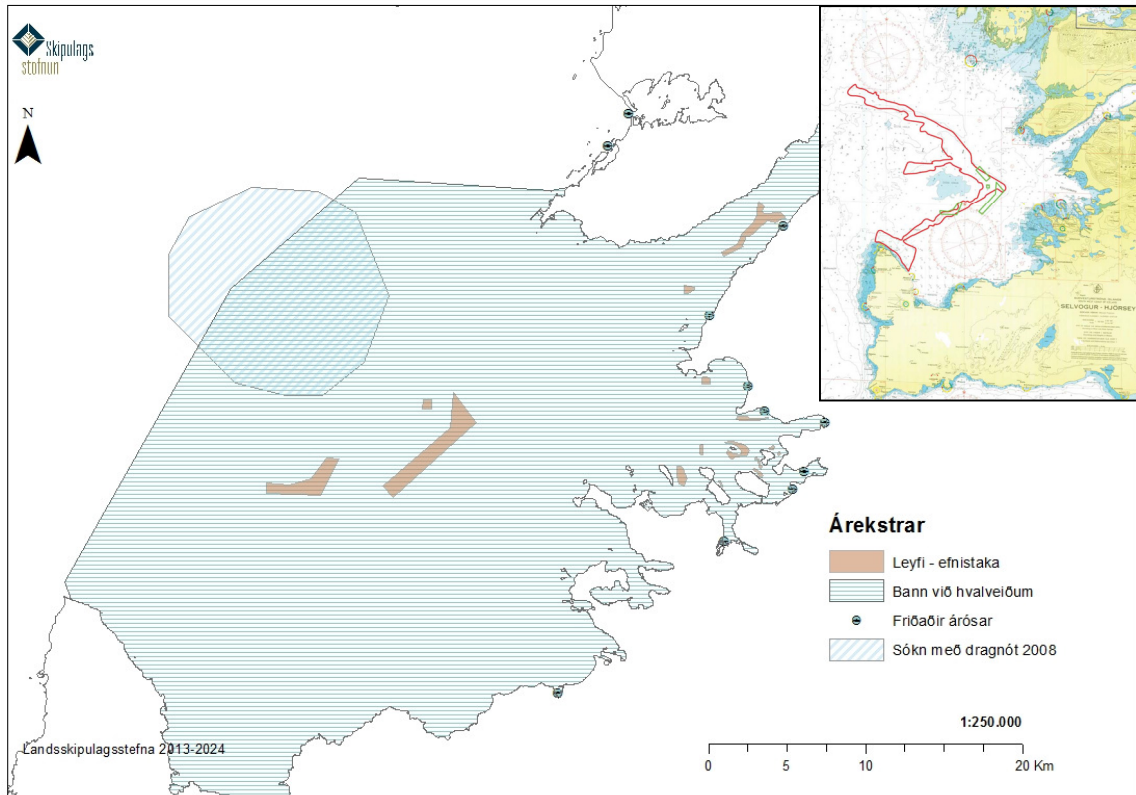 Skipulags
stofnun
N
SELVOGUR - HJÖRSEY
Árekstrar
Leyfi - efnistaka
Bann við hvalveiðum
Friðaðir árósar
Sókn með dragnót 2008
1:250.000
0 5 10 20 Km
Landsskipulagsstefna 2013-2024